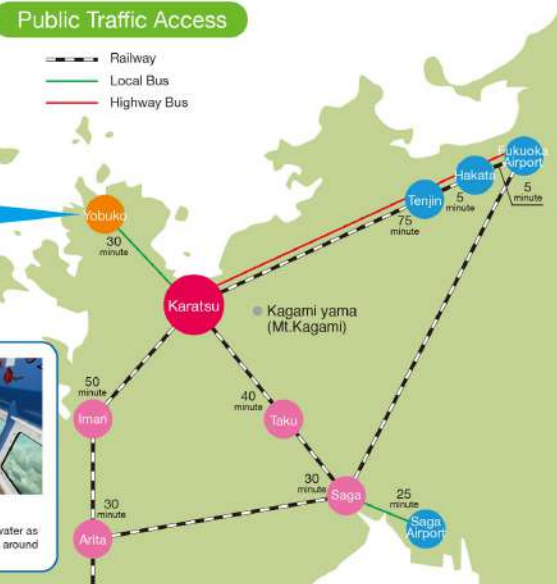 Public Traffic Access
Railway
Local Bus
Highway Bus
Fukuoka
Airport
Hakata
5
minute
5
minute
Tenjin
75
minute
Yobuko
30
minute
Karatsu
Kagami yama
(Mt.Kagami)
50
minute
Imari
40
minute
Taku
30
minute
Saga
25
minute
Saga
Airport
30
minute
Arita
water as
around